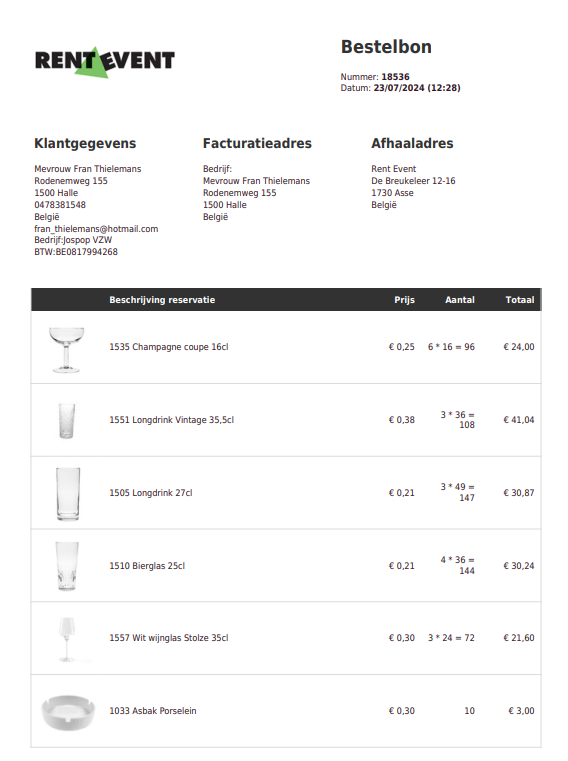 RENT EVENT
Bestelbon
Nummer: 18536
Datum: 23/07/2024 (12:28)
Klantgegevens
Mevrouw Fran Thielemans
Rodenemweg 155
1500 Halle
0478381548
België
fran_thielemans@hotmail.com
Bedrijf:Jospop VZW
BTW:BE0817994268
Facturatieadres
Bedrijf:
Mevrouw Fran Thielemans
Rodenemweg 155
1500 Halle
België
Afhaaladres
Rent Event
De Breukeleer 12-16
1730 Asse
België
Beschrijving reservatie Prijs Aantal Totaal
1535 Champagne coupe 16cl € 0,25 6 * 16 = 96 € 24,00
1551 Longdrink Vintage 35,5cl € 0,38 3 * 36 = 108 € 41,04
1505 Longdrink 27cl € 0,21 3 * 49 = 147 € 30,87
1510 Bierglas 25cl € 0,21 4 * 36 = 144 € 30,24
1557 Wit wijnglas Stolze 35cl € 0,30 3 * 24 = 72 € 21,60
1033 Asbak Porselein € 0,30 10 € 3,00